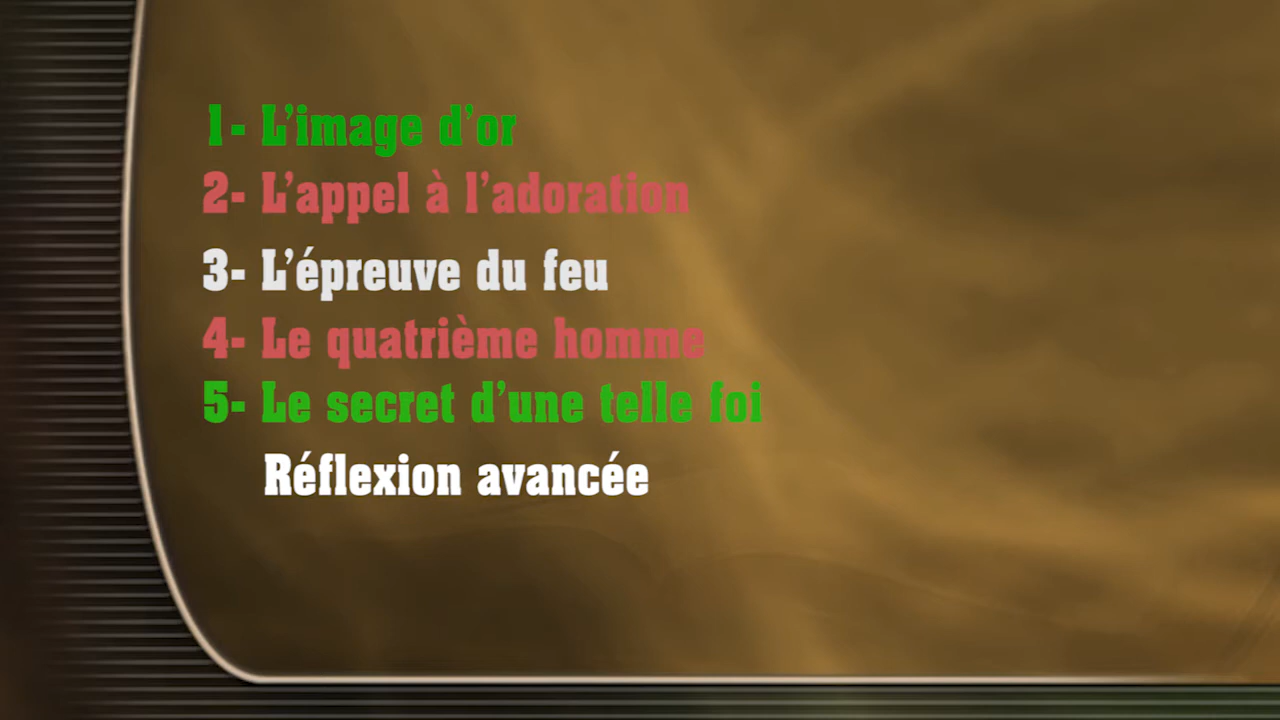 1- L’image d’or
2- L’appel à l’adoration
3- L’épreuve du feu
4- Le quatrième homme
5- Le secret d’une telle foi
Réflexion avancée